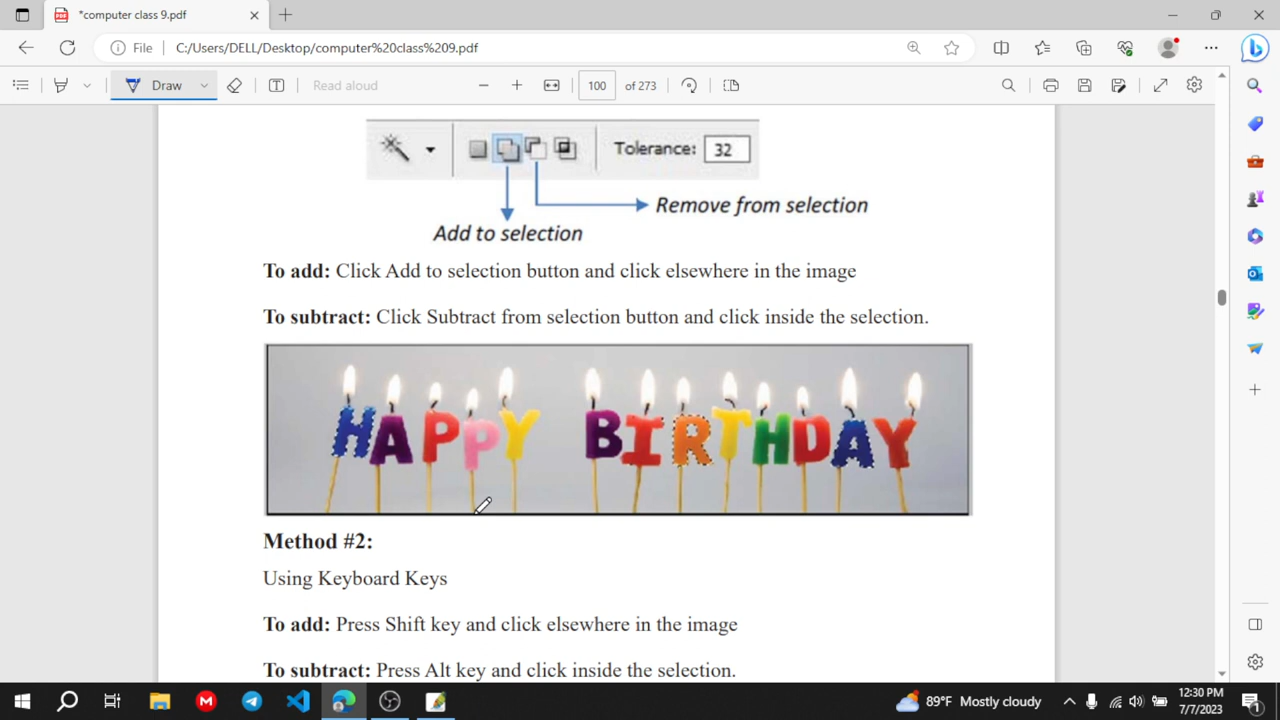 *computer class 9.pdf
File
C:/Users/DELL/Desktop/computer%20class%209.pdf
Draw
Read aloud
100
of 273
Tolerance: 32
Remove from selection
Add to selection
To add: Click Add to selection button and click elsewhere in the image
To subtract: Click Subtract from selection button and click inside the selection.
HAPPY BIRTHDAY
Method #2:
Using Keyboard Keys
To add: Press Shift key and click elsewhere in the image
To subtract: Press Alt key and click inside the selection.
89°F Mostly cloudy
12:30 PM
7/7/2023